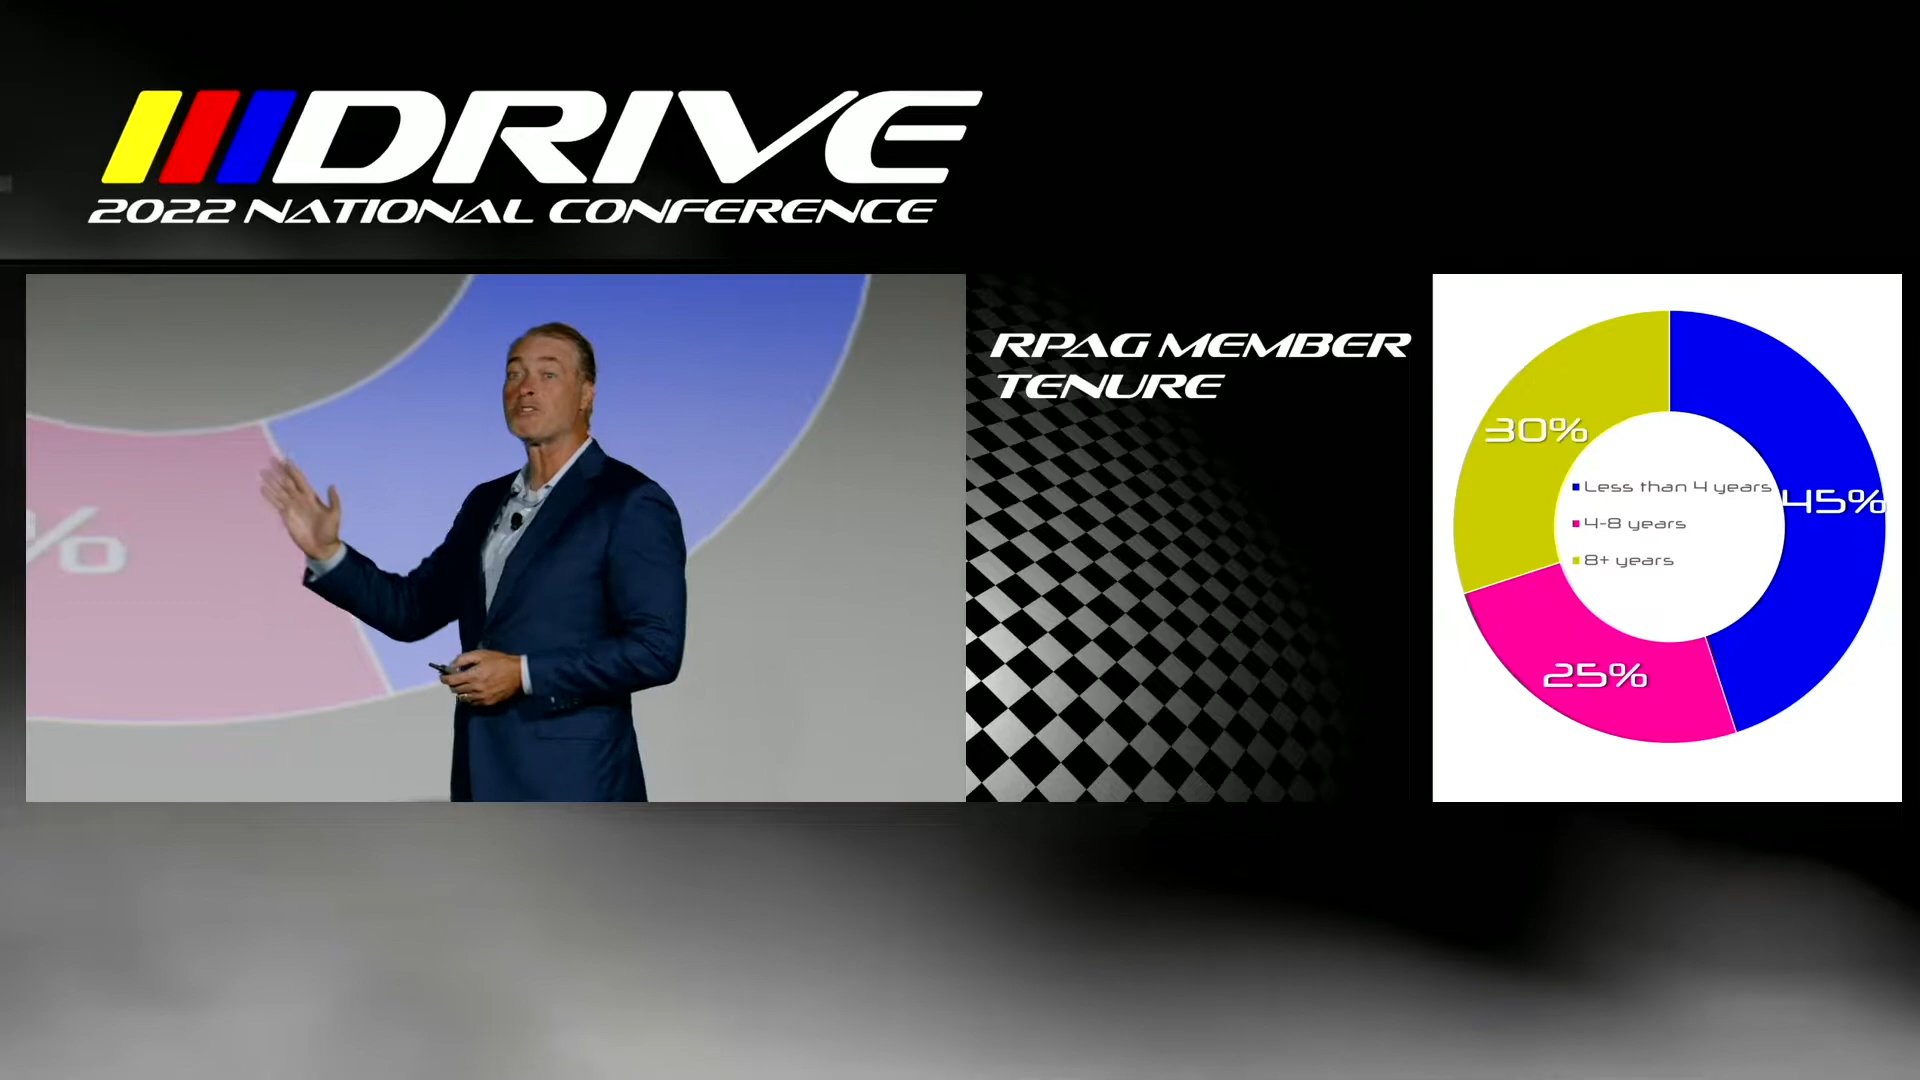 DRIVE
2022 NATIONAL CONFERENCE
RPAG MEMBER
TENURE
30%
Less than 4 years
45%
4-8 years
8+ years
25%
%